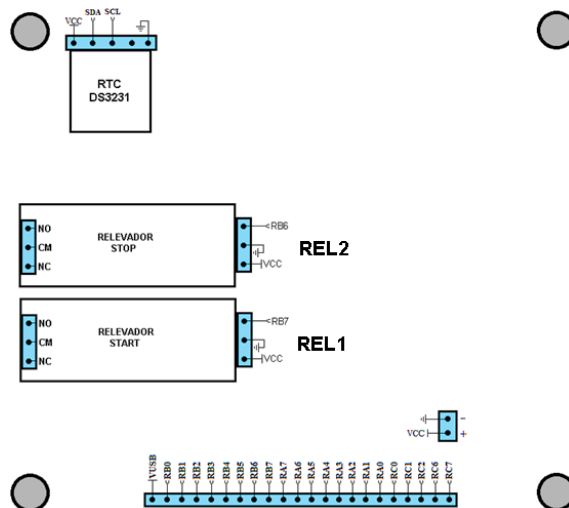 VCC SDA SCL
RTC
DS3231
NO
CM
NC
RELEVADOR
STOP
RB6
VCC
REL2
NO
CM
NC
RELEVADOR
START
RB7
VCC
REL1
-
VCC +
VUSB RB0 RB1 RB2 RB3 RB4 RB5 RB6 RB7 RA7 RA6 RA5 RA4 RA3 RA2 RA1 RA0 RC0 RC1 RC2 RC6 RC7